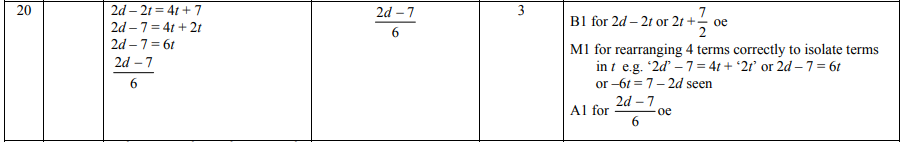 20
2d – 2t = 4t + 7
2d – 7 = 4t + 2t
2d – 7 = 6t
2d – 7
6
2d – 7
6
3
B1 for 2d – 2t or 2t + 7/2 oe
M1 for rearranging 4 terms correctly to isolate terms
in t e.g. ‘2d’ – 7 = 4t + ‘2t’ or 2d – 7 = 6t
or –6t = 7 – 2d seen
A1 for (2d – 7)/6 oe